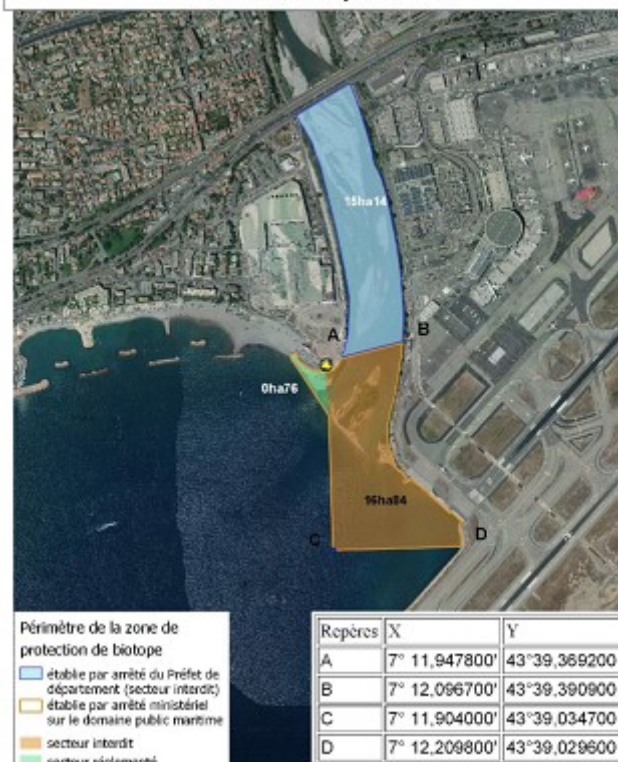 15ha14
A
B
0ha76
16ha84
C
D
Périmètre de la zone de
protection de biotope
établie par arrêté du Préfet de
département (secteur interdit)
établie par arrêté ministériel
sur le domaine public maritime
secteur interdit
secteur réglementé
Repères X Y
A 7° 11,947800' 43°39,369200
B 7° 12,096700' 43°39,390900
C 7° 11,904000' 43°39,034700
D 7° 12,209800' 43°39,029600